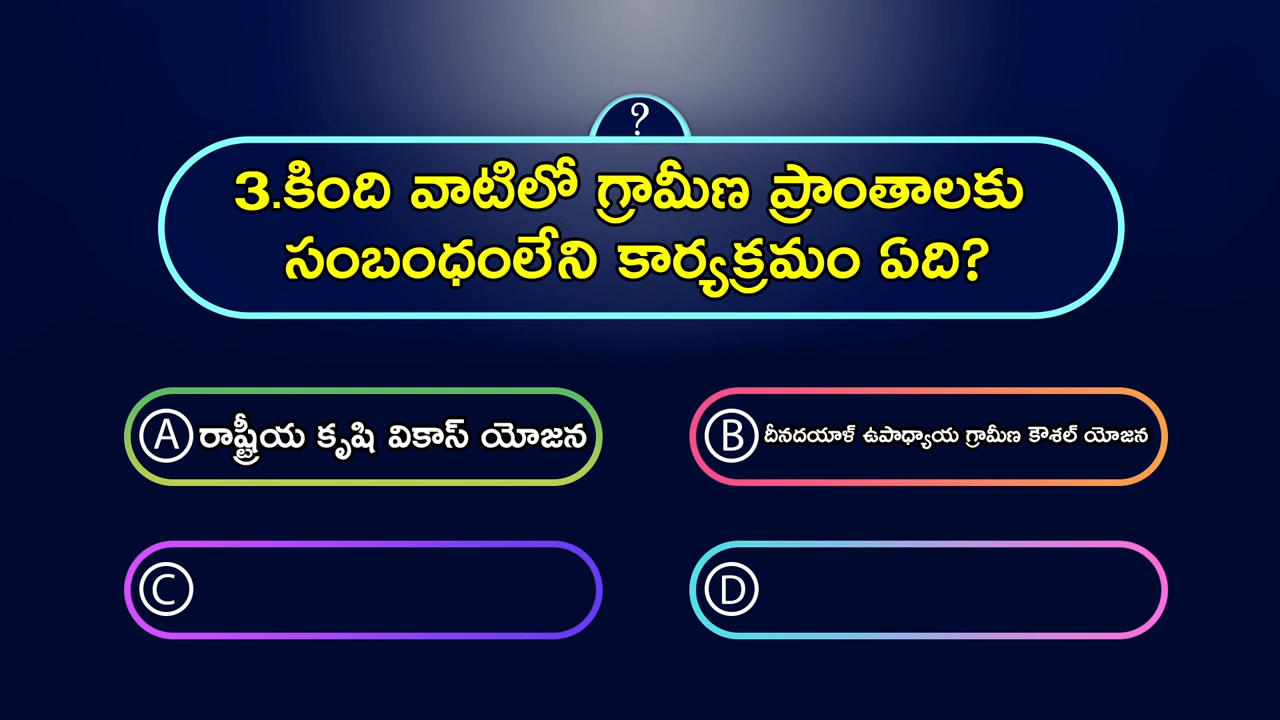 ?
3.కింది వాటిలో గ్రామీణ ప్రాంతాలకు
సంబంధంలేని కార్యక్రమం ఏది?
A రాష్ట్రీయ కృషి వికాస్ యోజన
B దీనదయాళ్ ఉపాధ్యాయ గ్రామీణ కౌశల్ యోజన
C
D